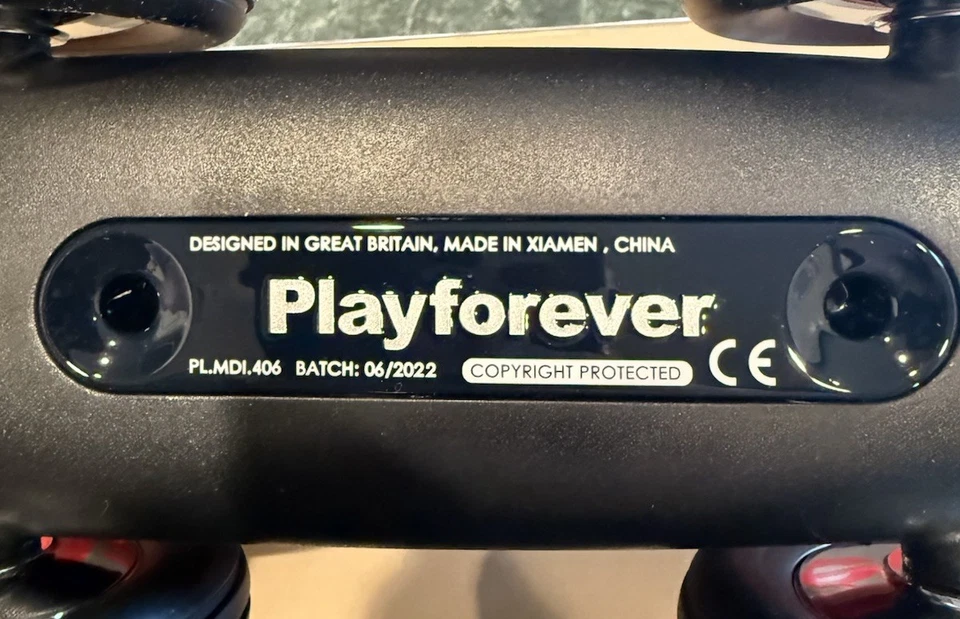 DESIGNED IN GREAT BRITAIN, MADE IN XIAMEN , CHINA
Playforever
PL.MDI.406 BATCH: 06/2022 COPYRIGHT PROTECTED CE